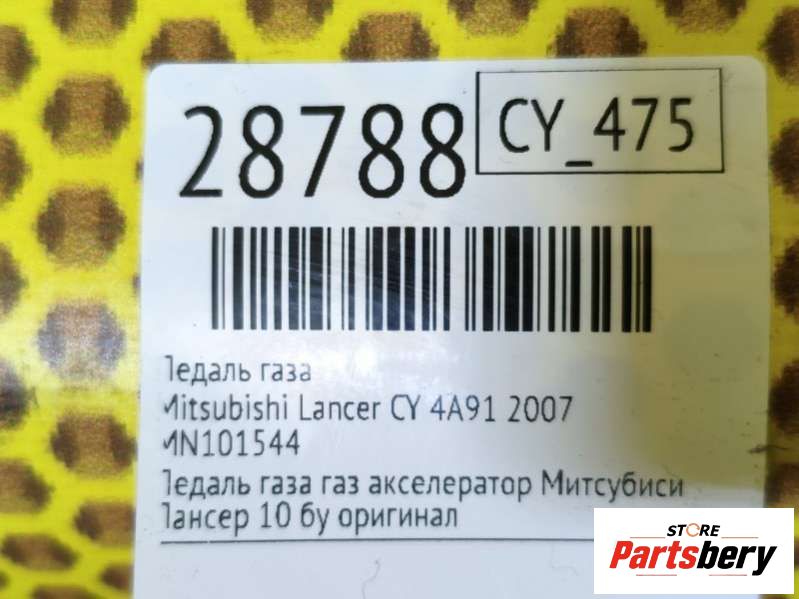 28788
CY_475
Педаль газа
Mitsubishi Lancer CY 4A91 2007
MN101544
Педаль газа газ акселератор Митсубиси
Лансер 10 бу оригинал
STORE
Partsbery